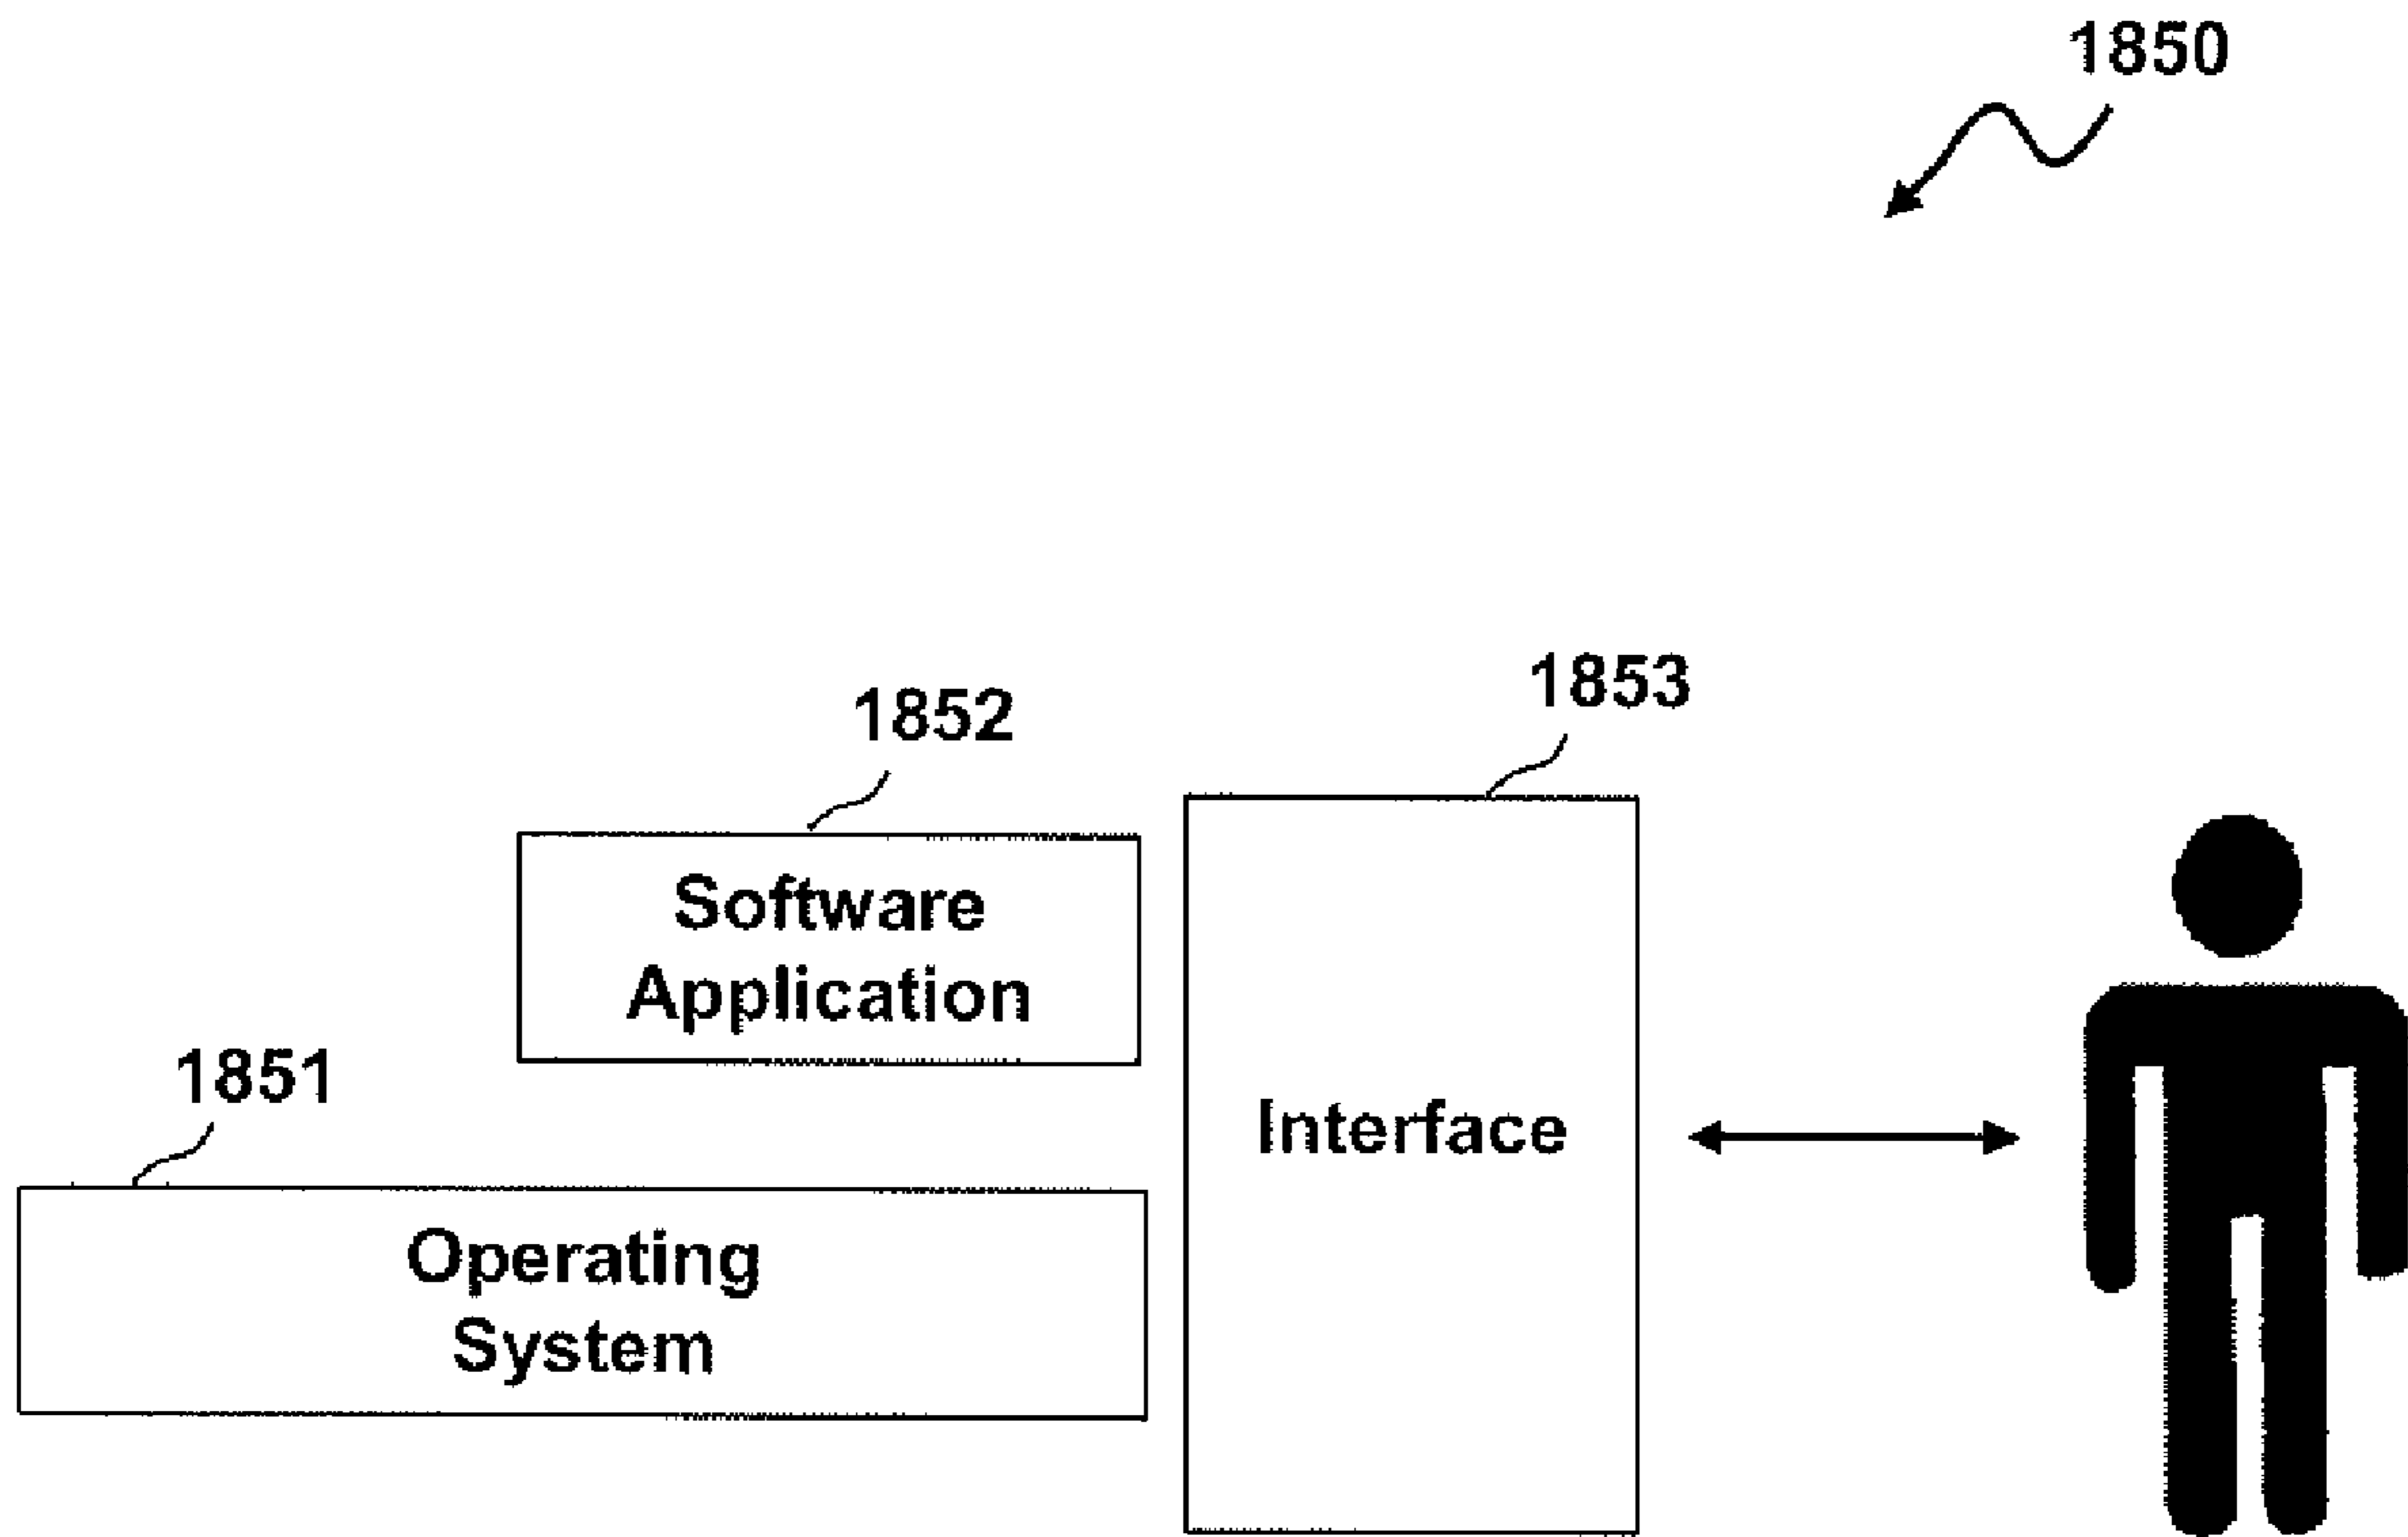 1850
1853
1852
Software
Application
1851
Interface
Operating
System